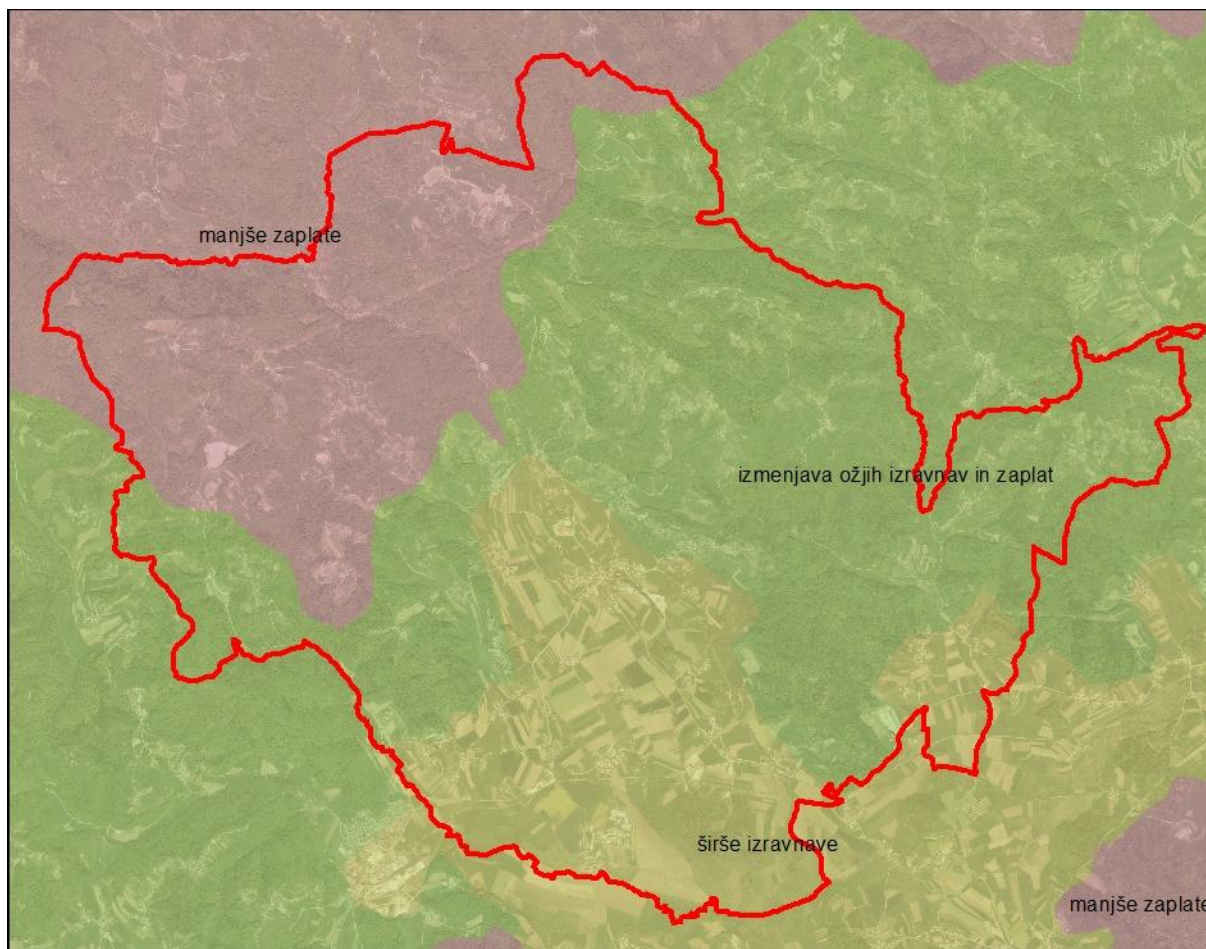 manjše zaplate
izmenjava ožjih izravnav in zaplat
širše izravnave
manjše zaplate